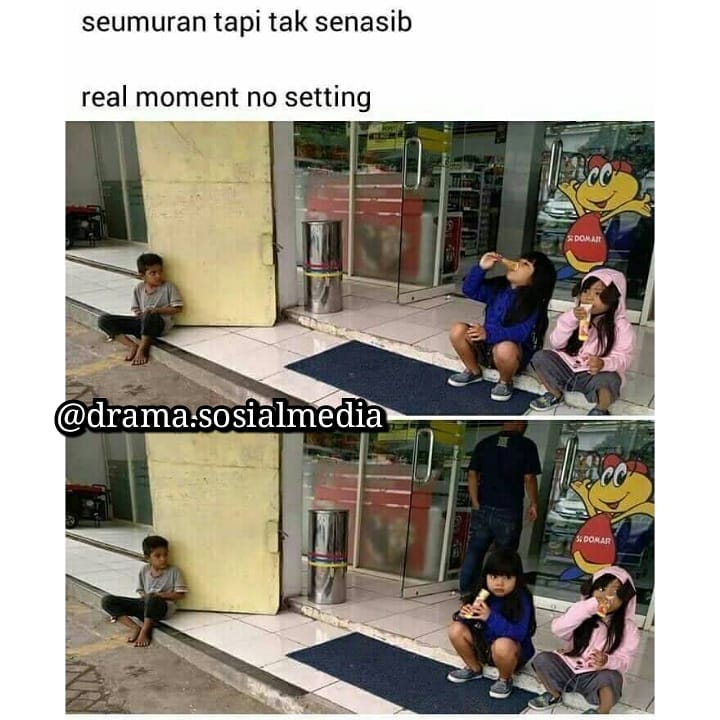 seumuran tapi tak senasib
real moment no setting
SI DOMAR
@drama.sosialmedia
SI DOMAR